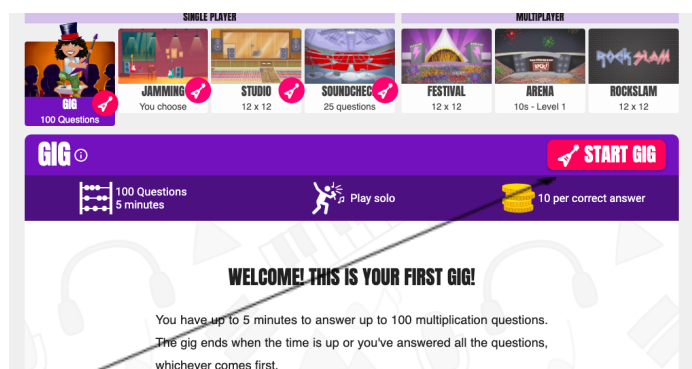 SINGLE PLAYER
MULTIPLAYER
GIG
100 Questions
JAMMING
You choose
STUDIO
12 x 12
SOUNDCHEC
25 questions
FESTIVAL
12 x 12
ARENA
10s - Level 1
ROCK SLAM
ROCKSLAM
12 x 12
GIG
START GIG
100 Questions
5 minutes
Play solo
10 per correct answer
WELCOME! THIS IS YOUR FIRST GIG!
You have up to 5 minutes to answer up to 100 multiplication questions.
The gig ends when the time is up or you've answered all the questions,
whichever comes first.